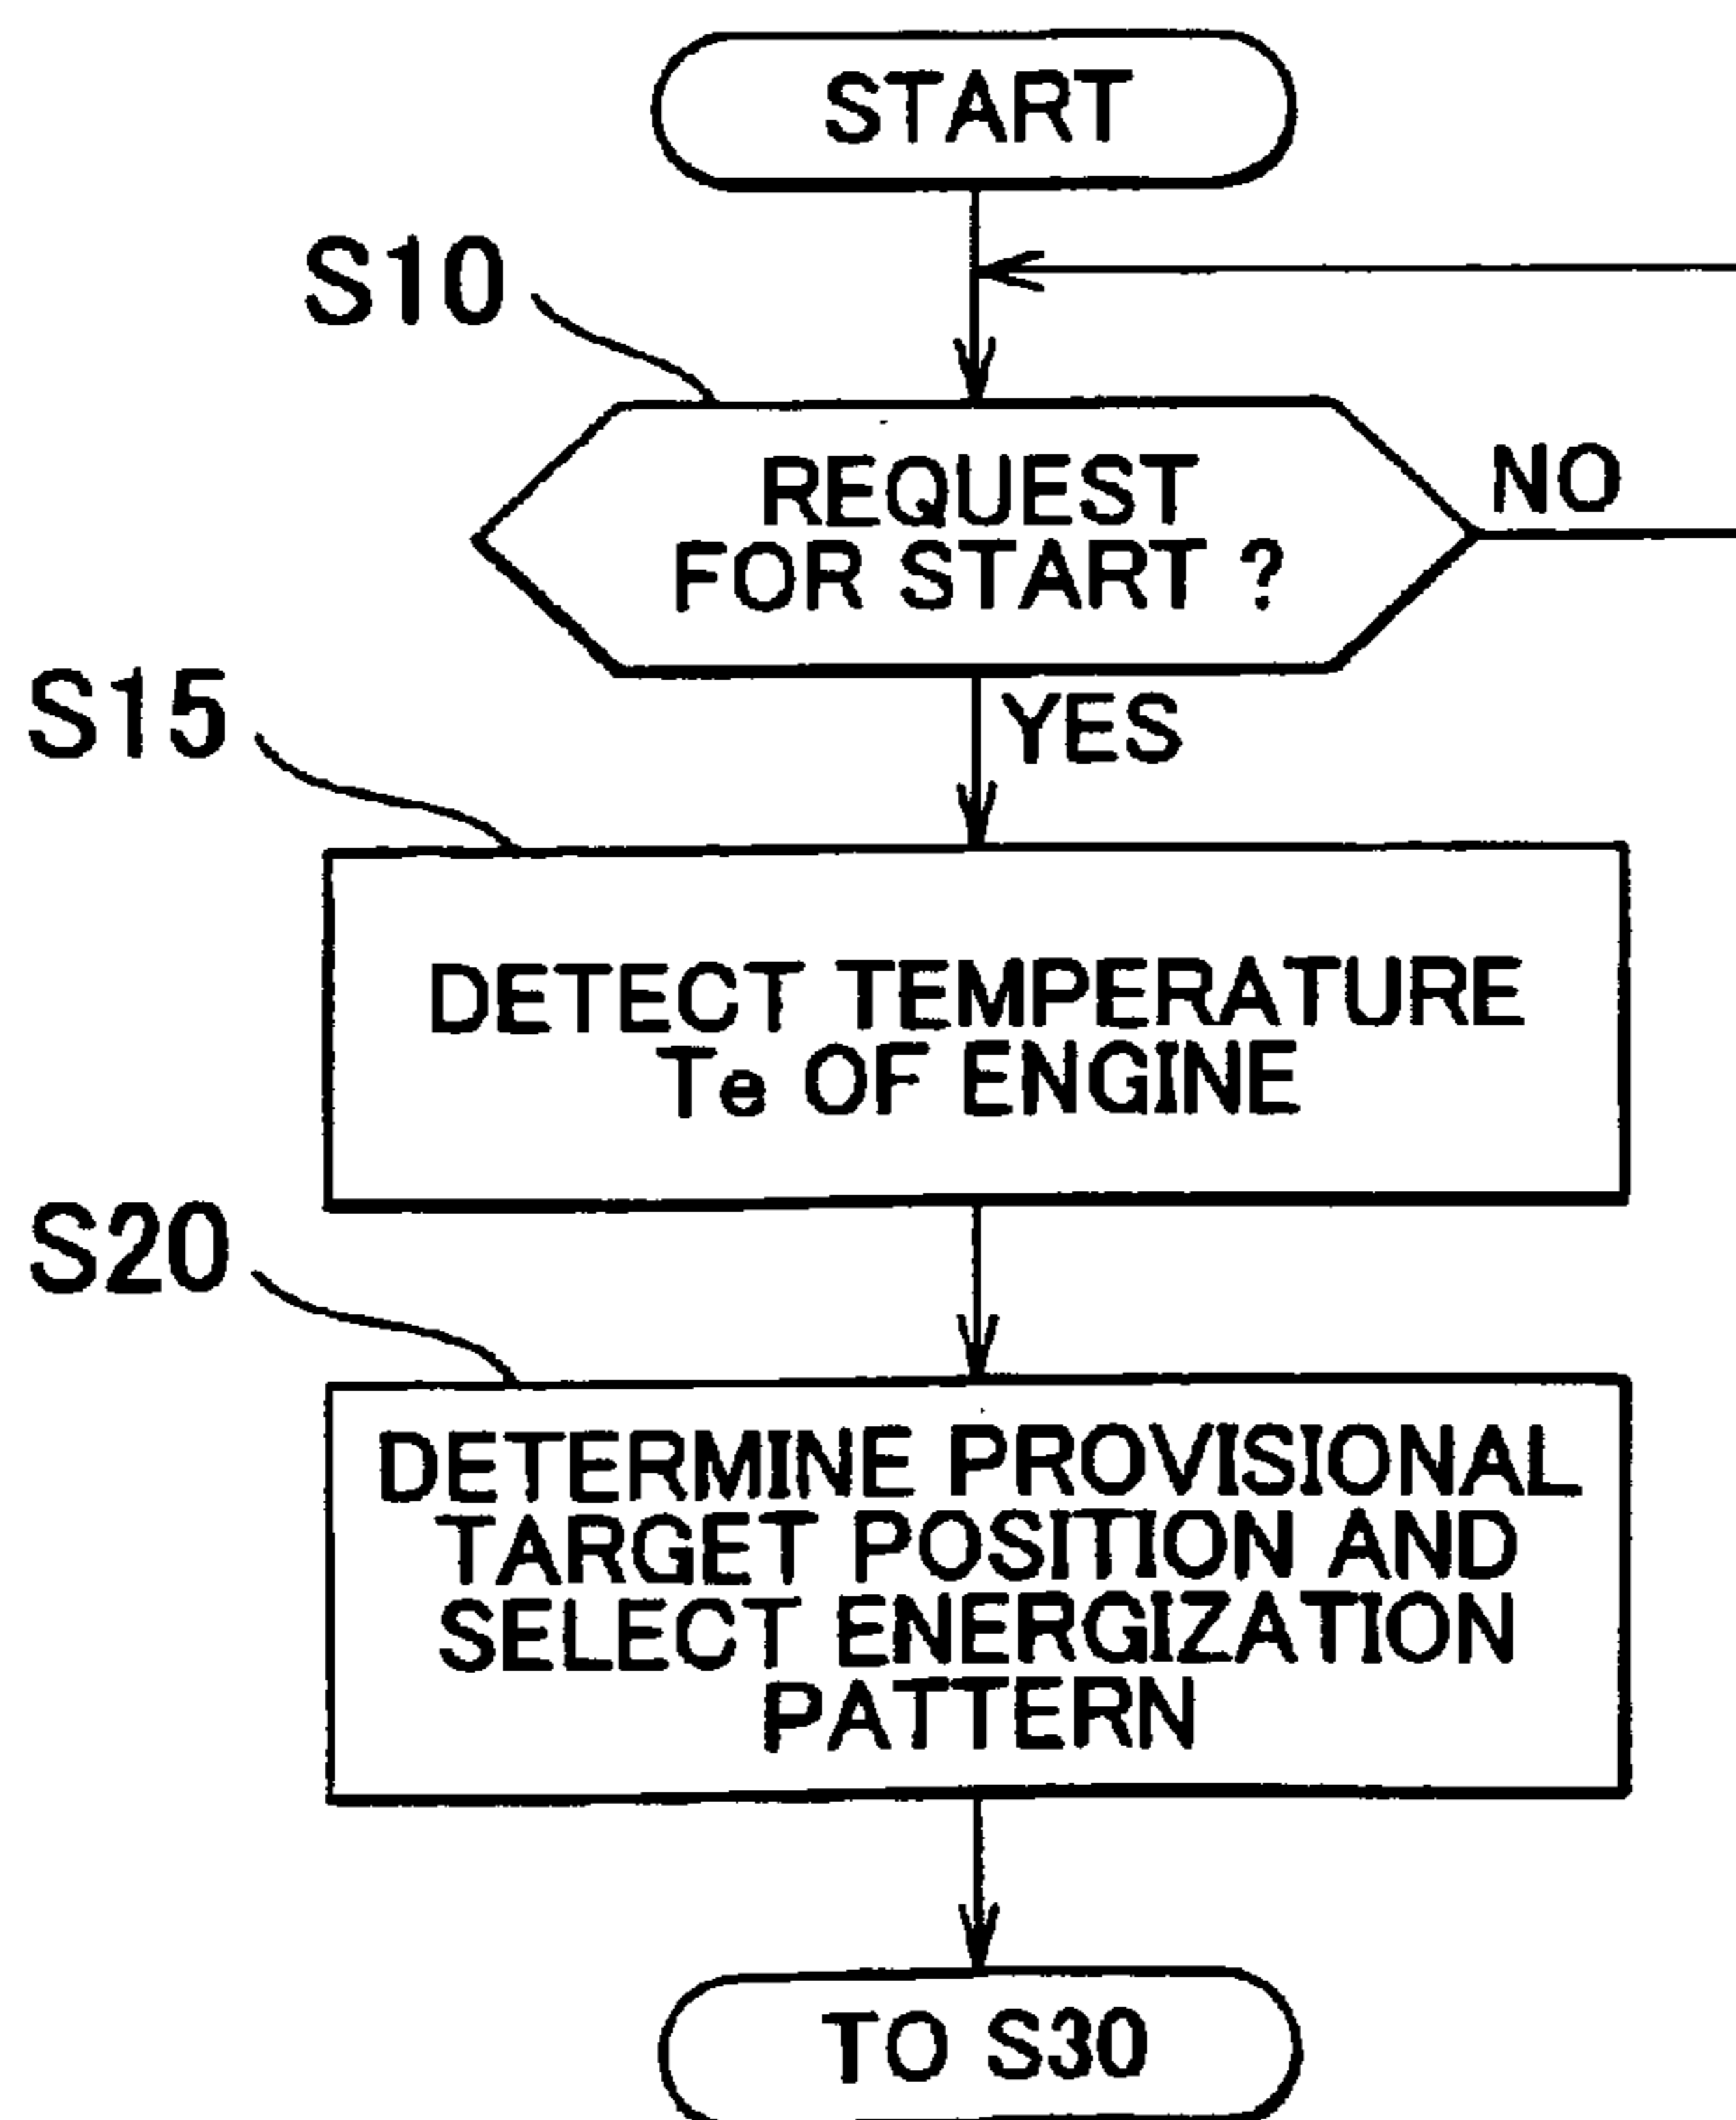 START
S10
REQUEST
FOR START ?
NO
YES
S15
DETECT TEMPERATURE
Te OF ENGINE
S20
DETERMINE PROVISIONAL
TARGET POSITION AND
SELECT ENERGIZATION
PATTERN
TO S30